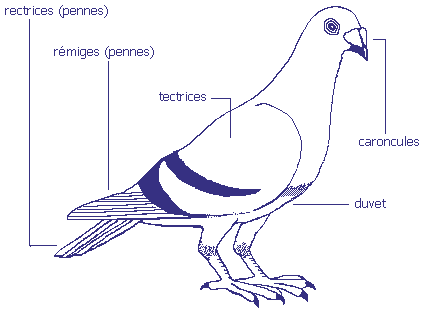 rectrices (pennes)
rémiges (pennes)
tectrices
caroncules
duvet